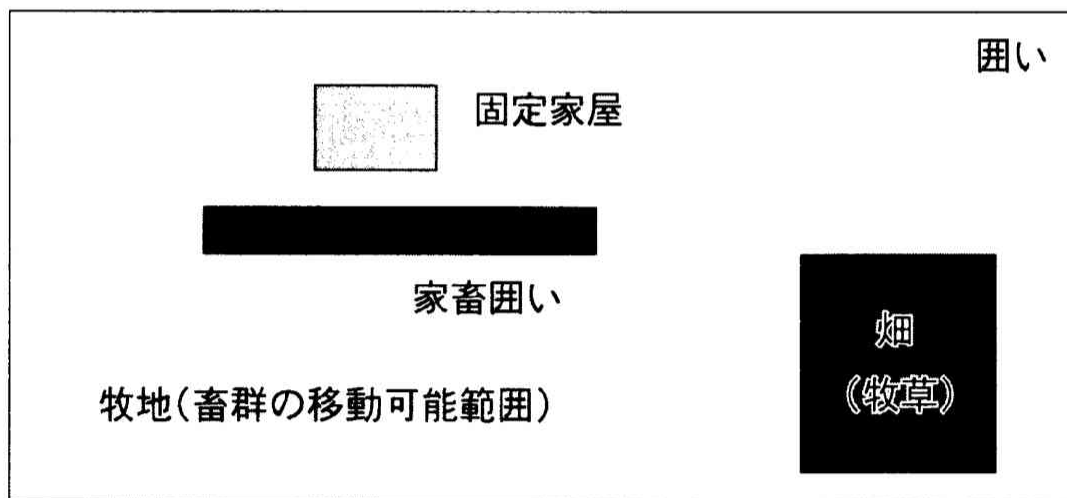 囲い
固定家屋
家畜囲い
畑
(牧草)
牧地(畜群の移動可能範囲)